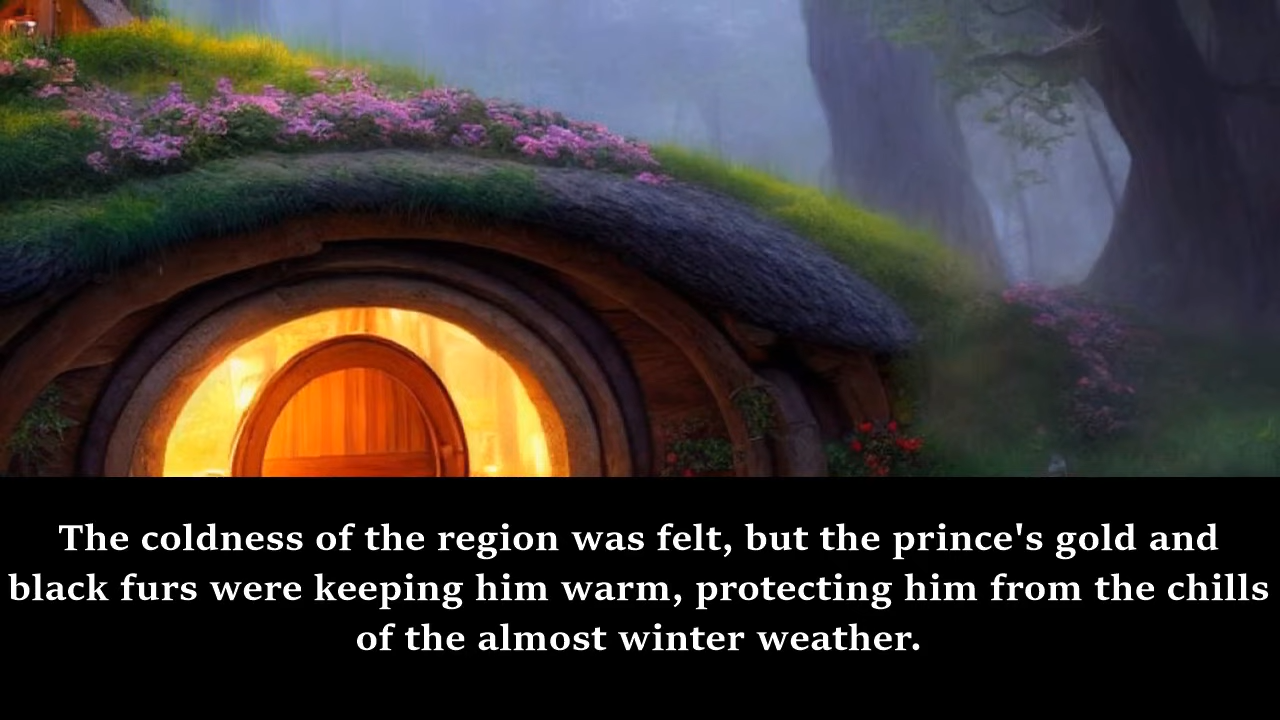 The coldness of the region was felt, but the prince's gold and
black furs were keeping him warm, protecting him from the chills
of the almost winter weather.